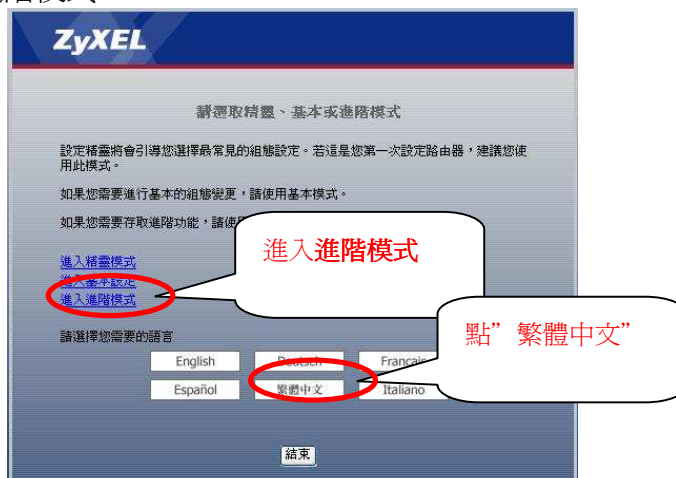 ZyXEL
請選取精靈、基本或進階模式
設定精靈將會引導您選擇最常見的組態設定。若這是您第一次設定路由器，建議您使
用此模式。
如果您需要進行基本的組態變更，請使用基本模式。
如果您需要存取進階功能，請使
進入進階模式
進入精靈模式
進入基本設定
進入進階模式
點”繁體中文”
請選擇您需要的語言
English Deutsch Français
Español 繁體中文 Italiano
結束